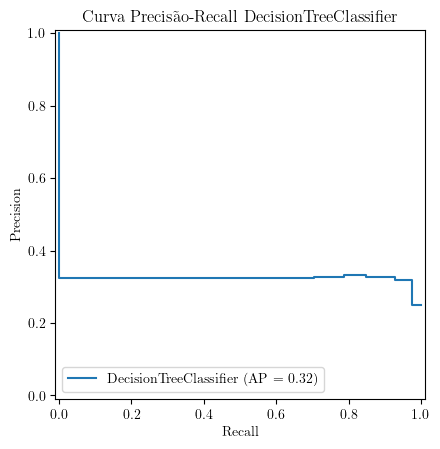 Curva Precisão-Recall DecisionTreeClassifier
1.0
0.8
0.6
0.4
0.2
0.0
Precision
DecisionTreeClassifier (AP = 0.32)
0.0 0.2 0.4 0.6 0.8 1.0
Recall